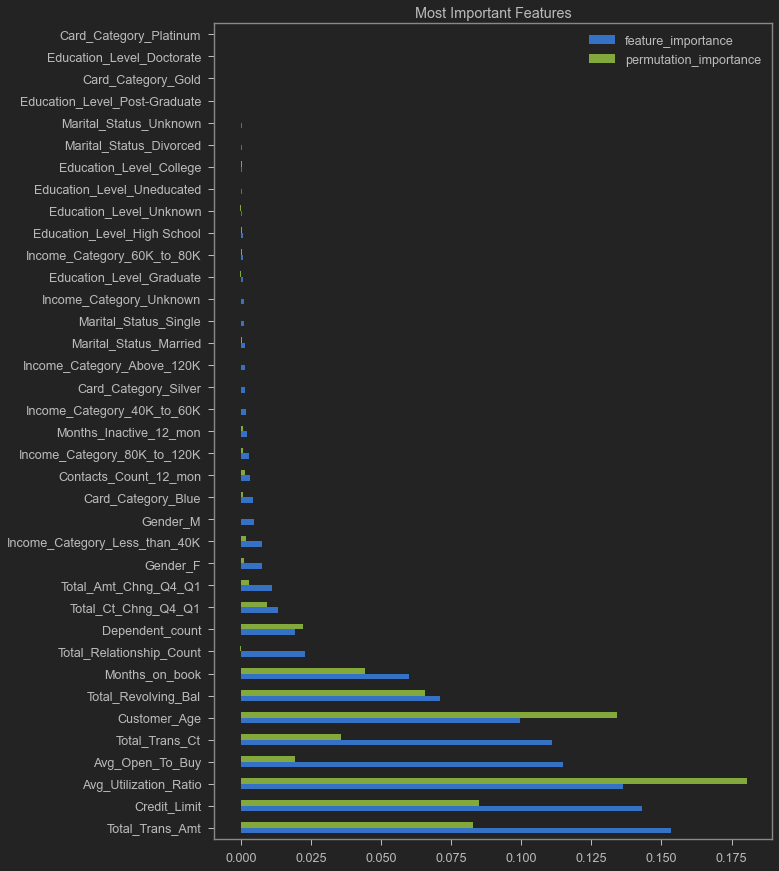 Most Important Features
feature_importance
permutation_importance
Card_Category_Platinum
Education_Level_Doctorate
Card_Category_Gold
Education_Level_Post-Graduate
Marital_Status_Unknown
Marital_Status_Divorced
Education_Level_College
Education_Level_Uneducated
Education_Level_Unknown
Education_Level_High School
Income_Category_60K_to_80K
Education_Level_Graduate
Income_Category_Unknown
Marital_Status_Single
Marital_Status_Married
Income_Category_Above_120K
Card_Category_Silver
Income_Category_40K_to_60K
Months_Inactive_12_mon
Income_Category_80K_to_120K
Contacts_Count_12_mon
Card_Category_Blue
Gender_M
Income_Category_Less_than_40K
Gender_F
Total_Amt_Chng_Q4_Q1
Total_Ct_Chng_Q4_Q1
Dependent_count
Total_Relationship_Count
Months_on_book
Total_Revolving_Bal
Customer_Age
Total_Trans_Ct
Avg_Open_To_Buy
Avg_Utilization_Ratio
Credit_Limit
Total_Trans_Amt
0.000 0.025 0.050 0.075 0.100 0.125 0.150 0.175